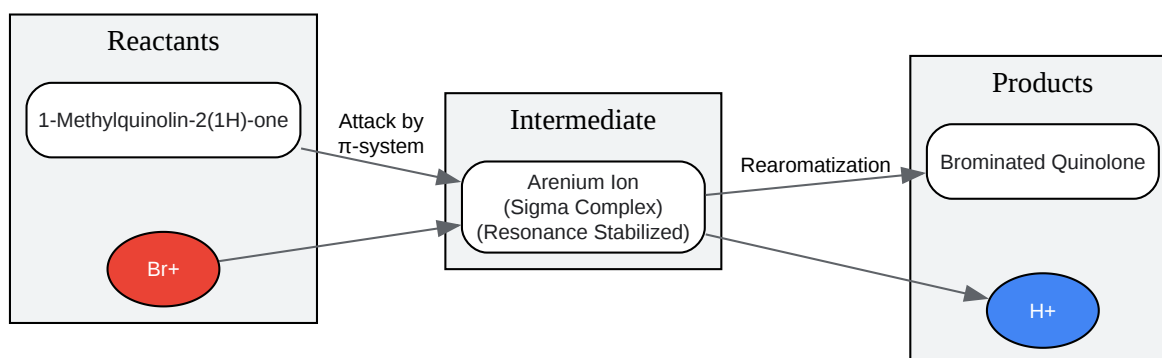 Reactants
1-Methylquinolin-2(1H)-one
Br+
Attack by
π-system
Intermediate
Arenium Ion
(Sigma Complex)
(Resonance Stabilized)
Rearomatization
Products
Brominated Quinolone
H+